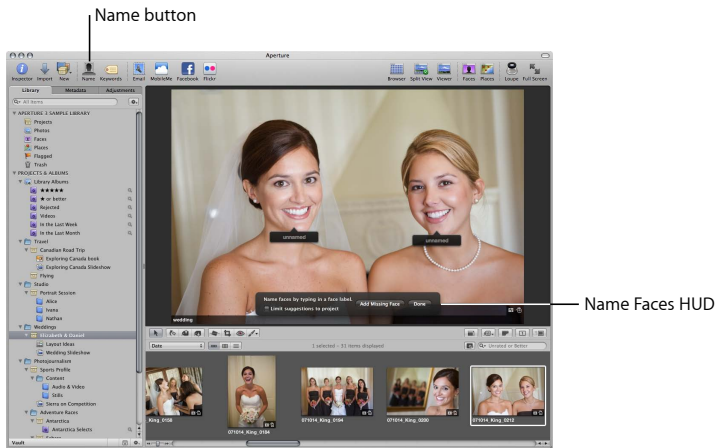 Name button
Aperture
Inspector Import New Name Keywords Email MobileMe Facebook Flickr Browser Split View Viewer Faces Places Loupe Full Screen
Library Metadata Adjustments
All items
APERTURE 3 SAMPLE LIBRARY
Projects
Photos
Faces
Places
Flagged
Trash
PROJECTS & ALBUMS
Library Albums
★★★★★
★ or better
Rejected
Videos
In the Last Week
In the Last Month
Travel
Canadian Road Trip
Exploring Canada book
Exploring Canada Slideshow
Flying
Studio
Portrait Session
Alica
Ivana
Nathan
Weddings
Elizabeth & Daniel
Layout Ideas
Wedding Slideshow
Photojournalism
Sports Profile
Content
Audio & Video
Stills
Sierra on Competition
Adventure Races
Antarctica
Antarctica Selects
Vault
unnamed
unnamed
Name faces by typing in a face label.
Limit suggestions to project
Add Missing Face
Done
Name Faces HUD
wedding
Date
1 selected – 31 items displayed
Unrated or Better
_King_0159
071014_King_0184
071014_King_0194
071014_King_0200
071014_King_0212